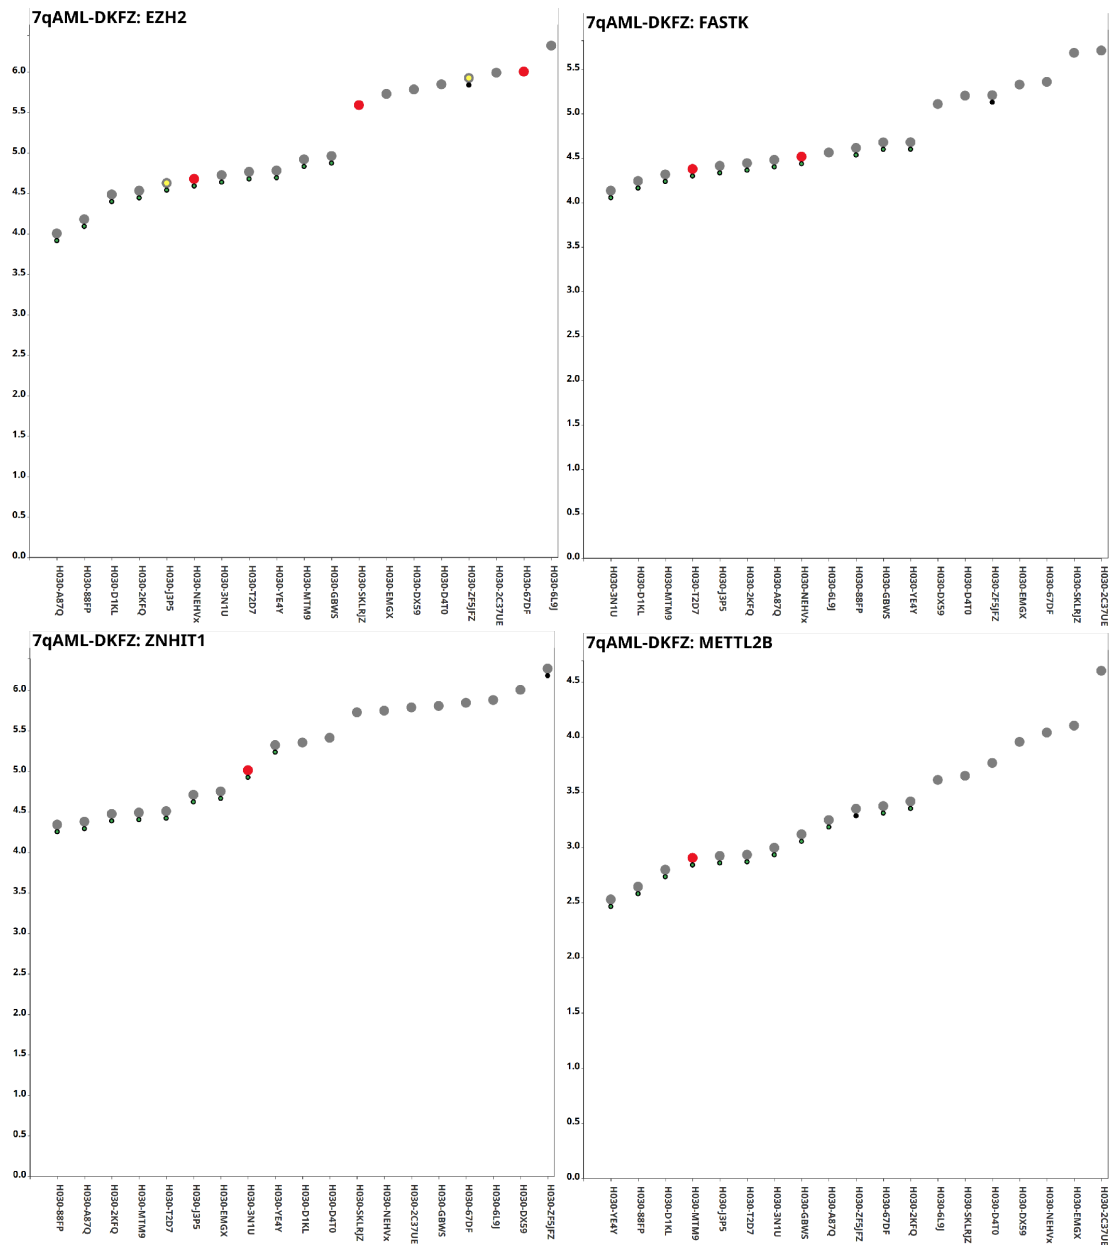 7qAML-DKFZ: EZH2
6.0
5.5
5.0
4.5
4.0
3.5
3.0
2.5
2.0
1.5
1.0
0.5
0.0
H030-A87Q
H030-88FP
H030-D1KL
H030-2KFQ
H030-J3P5
H030-NEHVx
H030-3N1U
H030-T2D7
H030-YE4Y
H030-MTM9
H030-GBWS
H030-SKLRJZ
H030-EMGX
H030-DXS9
H030-D4T0
H030-ZF5JFZ
H030-2C37UE
H030-67DF
H030-6L9J
7qAML-DKFZ: FASTK
5.5
5.0
4.5
4.0
3.5
3.0
2.5
2.0
1.5
1.0
0.5
0.0
H030-3N1U
H030-D1KL
H030-MTM9
H030-T2D7
H030-J3P5
H030-2KFQ
H030-A87Q
H030-NEHVx
H030-6L9J
H030-88FP
H030-GBWS
H030-YE4Y
H030-DXS9
H030-D4T0
H030-ZF5JFZ
H030-EMGX
H030-67DF
H030-SKLRJZ
H030-2C37UE
7qAML-DKFZ: ZNHIT1
6.0
5.5
5.0
4.5
4.0
3.5
3.0
2.5
2.0
1.5
1.0
0.5
0.0
H030-88FP
H030-A87Q
H030-2KFQ
H030-MTM9
H030-T2D7
H030-J3P5
H030-EMGX
H030-3N1U
H030-YE4Y
H030-D1KL
H030-D4T0
H030-SKLRJZ
H030-NEHVx
H030-2C37UE
H030-GBWS
H030-67DF
H030-6L9J
H030-DXS9
H030-ZF5JFZ
7qAML-DKFZ: METTL2B
4.5
4.0
3.5
3.0
2.5
2.0
1.5
1.0
0.5
0.0
H030-YE4Y
H030-88FP
H030-D1KL
H030-MTM9
H030-J3P5
H030-T2D7
H030-3N1U
H030-GBWS
H030-A87Q
H030-ZF5JFZ
H030-67DF
H030-2KFQ
H030-6L9J
H030-SKLRJZ
H030-D4T0
H030-DXS9
H030-NEHVx
H030-EMGX
H030-2C37UE